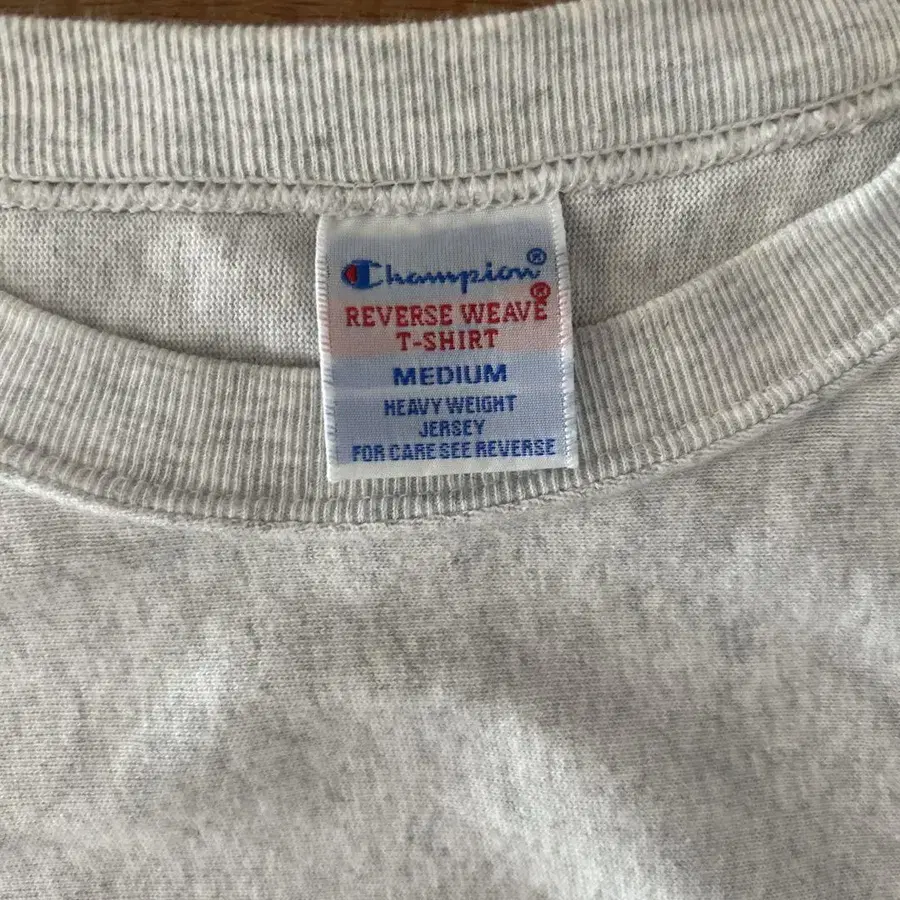 Champion®
REVERSE WEAVE®
T-SHIRT
MEDIUM
HEAVY WEIGHT
JERSEY
FOR CARE SEE REVERSE